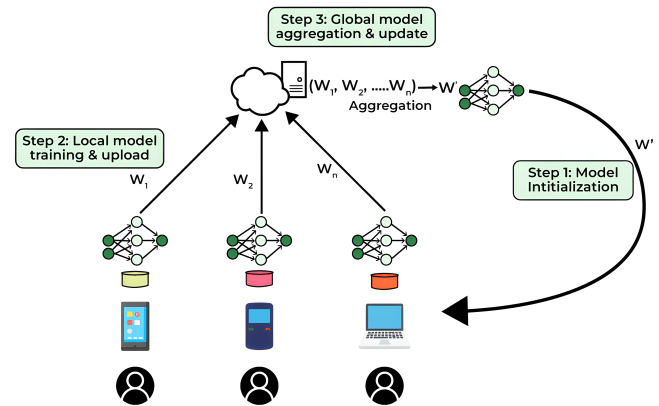 Step 3: Global model
aggregation & update
(W1, W2, .....Wn) W'
Aggregation
Step 2: Local model
training & upload
W'
Step 1: Model
Intitialization
W1
W2
Wn